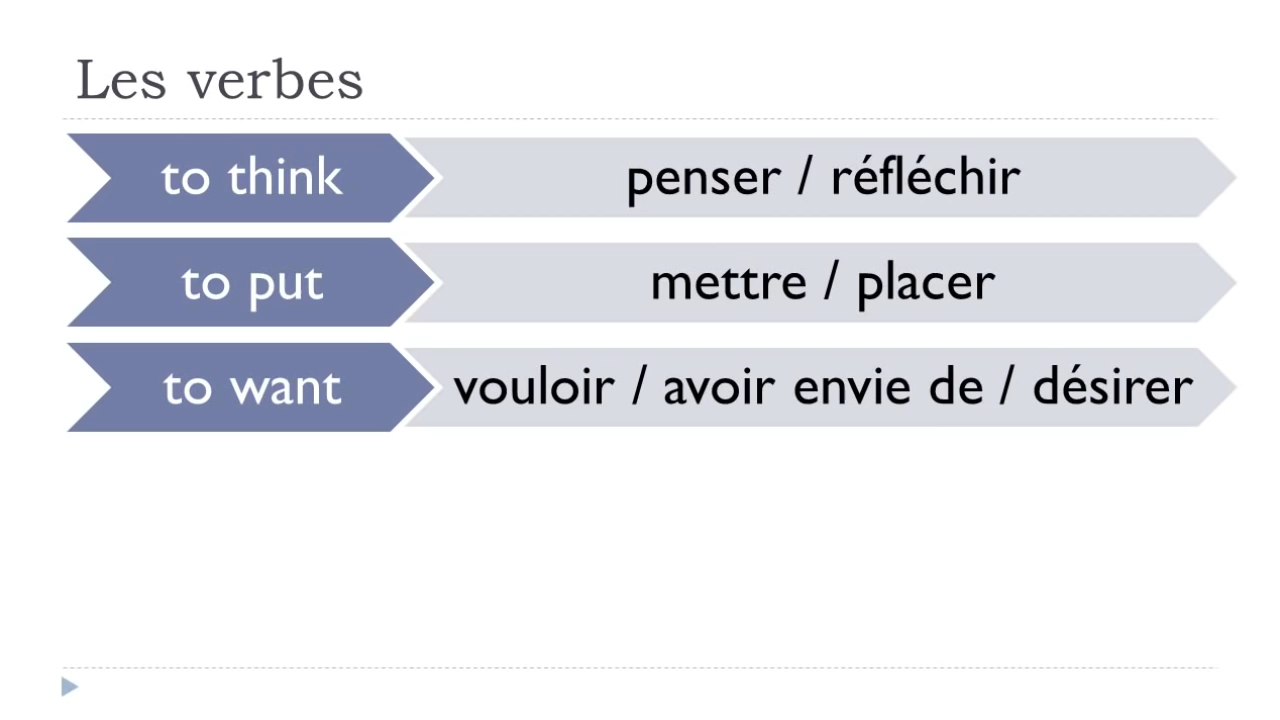 Les verbes
to think penser / réfléchir
to put mettre / placer
to want vouloir / avoir envie de / désirer